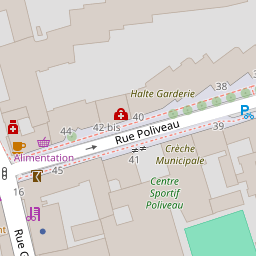 38
Halte Garderie
40
42 bis
44
Rue Poliveau
39
Alimentation
41
Crèche
Municipale
45
16
Centre
Sportif
Poliveau
Rue G
nt